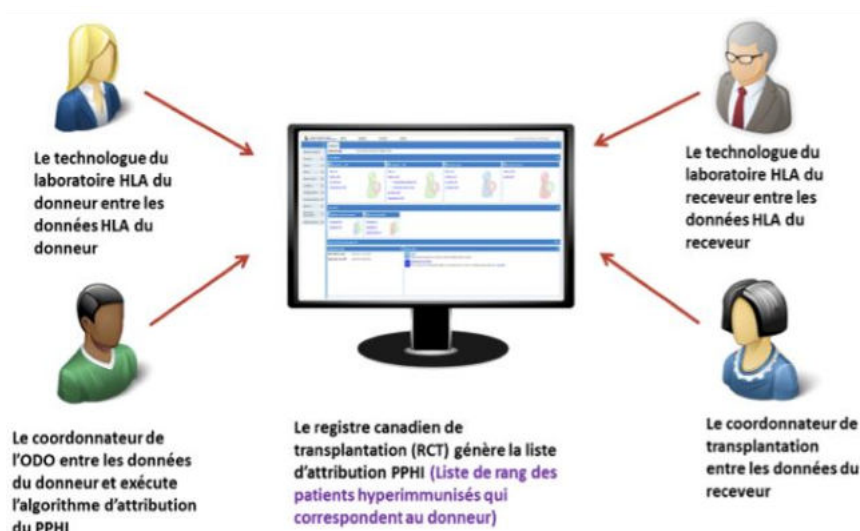 Le technologue du
laboratoire HLA du
donneur entre les
données HLA du
donneur
Le technologue du
laboratoire HLA du
receveur entre les
données HLA du
receveur
Le coordonnateur de
l'ODO entre les données
du donneur et exécute
l'algorithme d'attribution
du PPHI
Le registre canadien de
transplantation (RCT) génère la liste
d'attribution PPHI (Liste de rang des
patients hyperimmunisés qui
correspondent au donneur)
Le coordonnateur de
transplantation
entre les données du
receveur